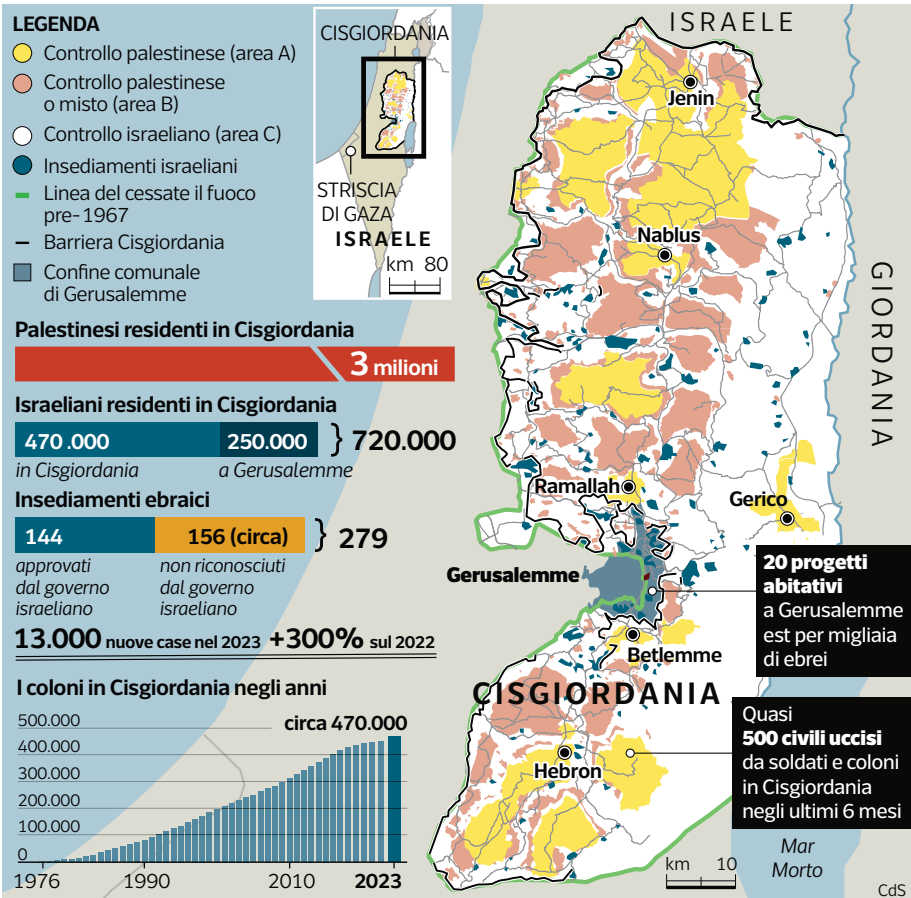 LEGENDA
Controllo palestinese (area A)
Controllo palestinese
o misto (area B)
Controllo israeliano (area C)
Insediamenti israeliani
Linea del cessate il fuoco
pre-1967
Barriera Cisgiordania
Confine comunale
di Gerusalemme
CISGIORDANIA
STRISCIA
DI GAZA
ISRAELE
km 80
Palestinesi residenti in Cisgiordania
3 milioni
Israeliani residenti in Cisgiordania
470.000
250.000
720.000
in Cisgiordania
a Gerusalemme
Insediamenti ebraici
144
156 (circa)
279
approvati
dal governo
israeliano
non riconosciuti
dal governo
israeliano
13.000 nuove case nel 2023 +300% sul 2022
I coloni in Cisgiordania negli anni
circa 470.000
500.000
400.000
300.000
200.000
100.000
0
1976
1990
2010
2023
ISRAELE
Jenin
Nablus
GIORDANIA
Ramallah
Gerico
Gerusalemme
20 progetti
abitativi
a Gerusalemme
est per migliaia
di ebrei
Betlemme
CISGIORDANIA
Quasi
500 civili uccisi
da soldati e coloni
in Cisgiordania
negli ultimi 6 mesi
Hebron
Mar
Morto
km 10
CdS